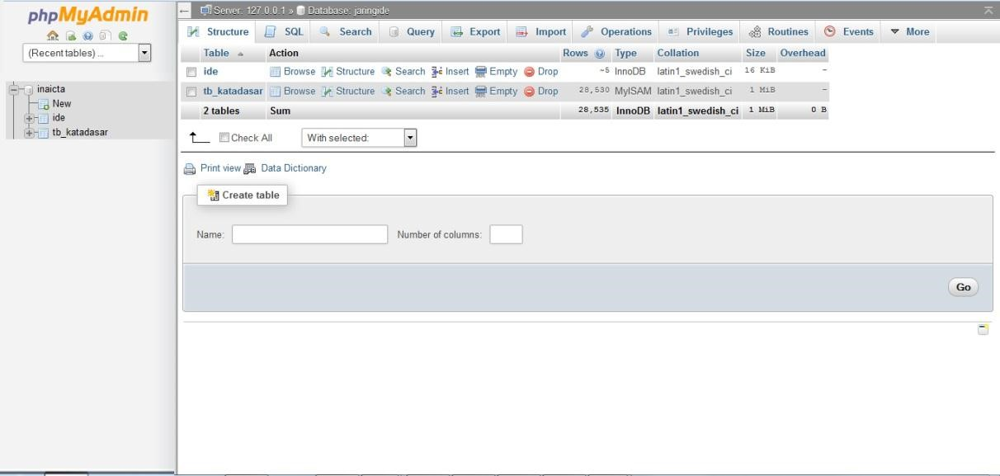 phpMyAdmin
(Recent tables) ...
inaicta
New
ide
tb_katadasar
Server: 127.0.0.1 » Database: jaringide
Structure SQL Search Query Export Import Operations Privileges Routines Events More
Table Action Rows Type Collation Size Overhead
ide Browse Structure Search Insert Empty Drop ~5 InnoDB latin1_swedish_ci 16 KiB -
tb_katadasar Browse Structure Search Insert Empty Drop 28,530 MyISAM latin1_swedish_ci 1 MiB -
2 tables Sum 28,535 InnoDB latin1_swedish_ci 1 MiB 0 B
Check All With selected:
Print view Data Dictionary
Create table
Name: Number of columns:
Go